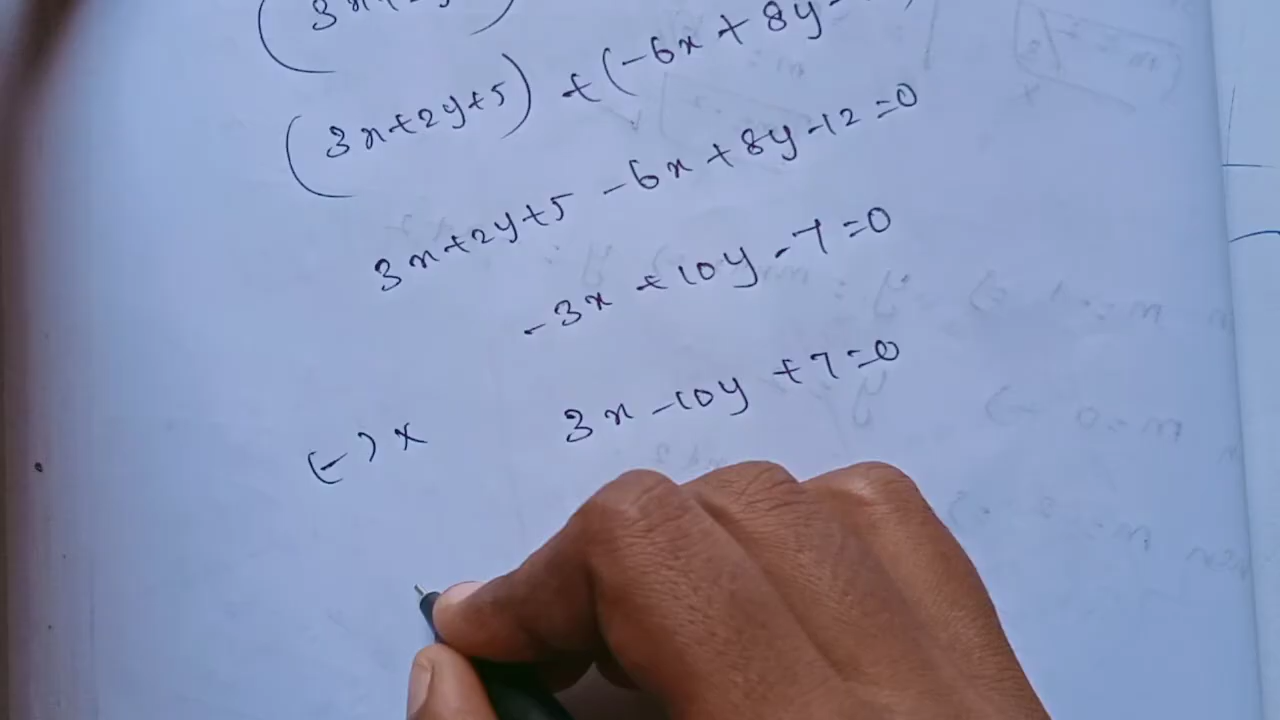 (3x+2y+5) + (-6x + 8y-
3x+2y+5 -6x + 8y-12=0
-3x + 10y -7=0
3x -10y +7=0
(-) x